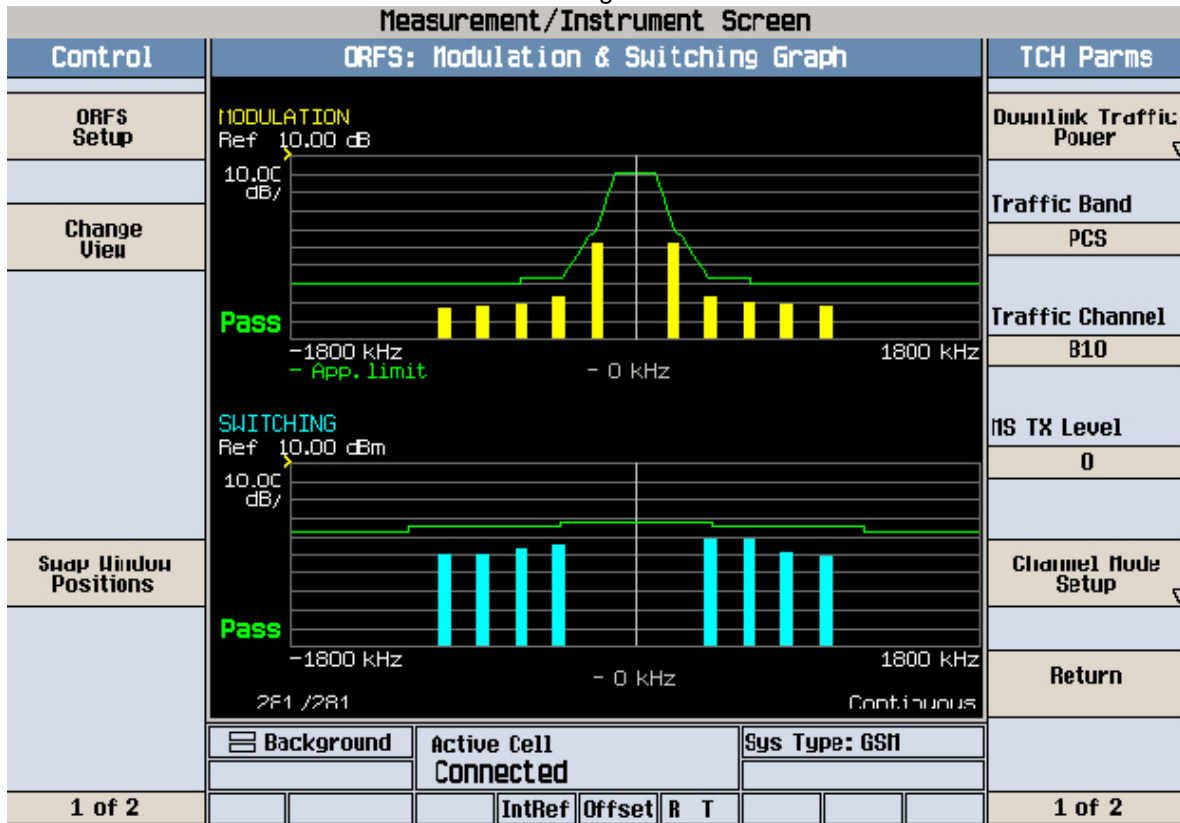 Measurement/Instrument Screen
Control
ORFS: Modulation & Switching Graph
TCH Parms
ORFS
Setup
Change
View
Swap Window
Positions
1 of 2
MODULATION
Ref 10.00 dB
10.00
dB/
Pass
-1800 kHz
1800 kHz
- App.limit
- 0 kHz
SWITCHING
Ref 10.00 dBm
10.00
dB/
Pass
-1800 kHz
1800 kHz
- 0 kHz
281 /281
Continuous
Background
Active Cell
Connected
Sys Type: GSM
IntRef
Offset
R T
Downlink Traffic
Power
Traffic Band
PCS
Traffic Channel
810
MS TX Level
0
Channel Mode
Setup
Return
1 of 2